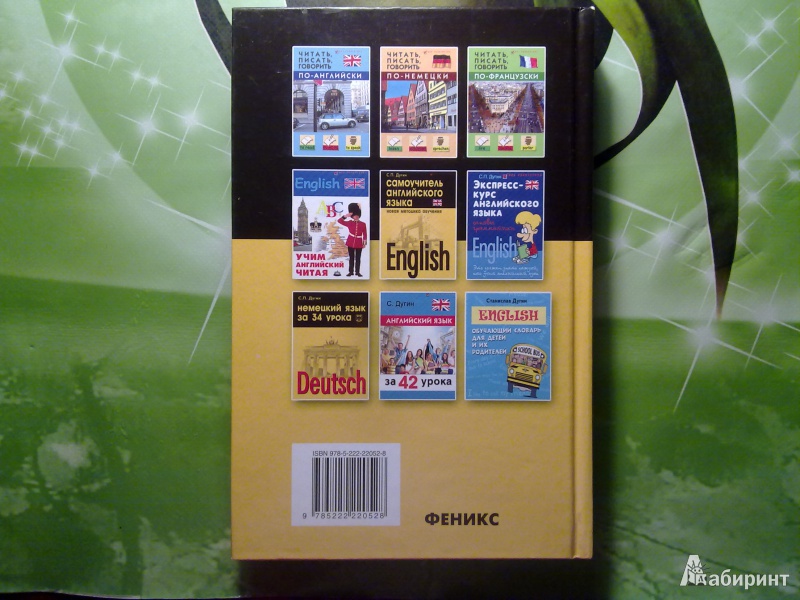 ЧИТАТЬ,
ПИСАТЬ,
ГОВОРИТЬ
ПО-АНГЛИЙСКИ
ЧИТАТЬ,
ПИСАТЬ,
ГОВОРИТЬ
ПО-НЕМЕЦКИ
ЧИТАТЬ,
ПИСАТЬ,
ГОВОРИТЬ
ПО-ФРАНЦУЗСКИ
English
ABC
УЧИМ
АНГЛИЙСКИЙ
ЧИТАЯ
С.П. Дугин
САМОУЧИТЕЛЬ
АНГЛИЙСКОГО
ЯЗЫКА
English
С.П. Дугин
ЭКСПРЕСС-
КУРС
АНГЛИЙСКОГО
ЯЗЫКА
English
С.П. Дугин
НЕМЕЦКИЙ ЯЗЫК
ЗА 34 УРОКА
Deutsch
С. Дугин
АНГЛИЙСКИЙ ЯЗЫК
за 42 урока
Станислав Дугин
ENGLISH
ОБУЧАЮЩИЙ СЛОВАРЬ
ДЛЯ ДЕТЕЙ
И ИХ
РОДИТЕЛЕЙ
SCHOOL BUS
ISBN 978-5-222-22052-8
9 785222 220528
ФЕНИКС
Лабиринт